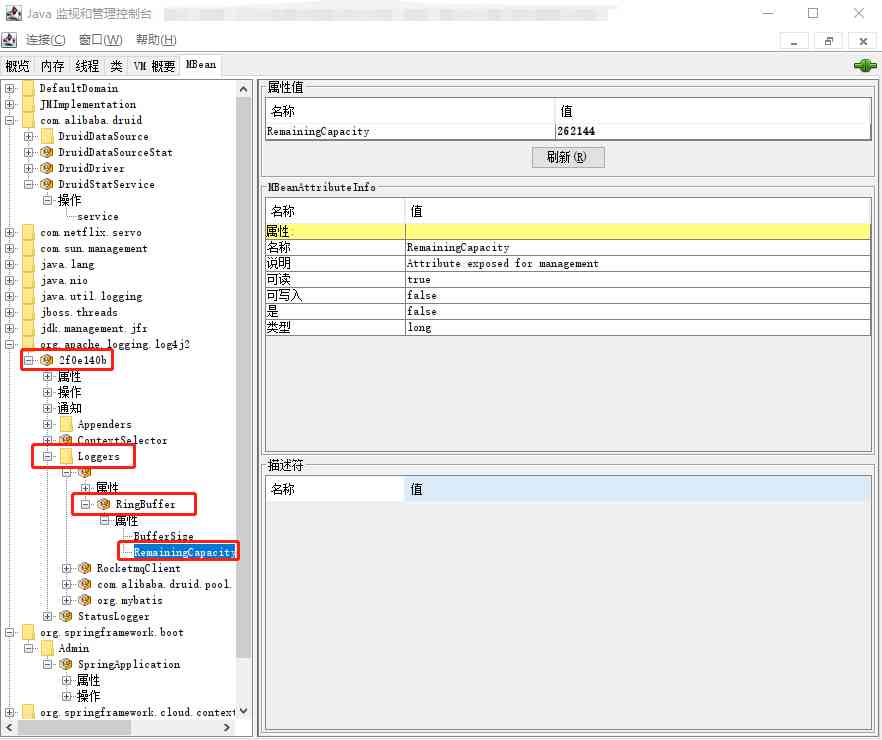 Java 监视和管理控制台
连接(C) 窗口(W) 帮助(H)
概览 内存 线程 类 VM 概要 MBean
DefaultDomain
JMImplementation
com.alibaba.druid
DruidDataSource
DruidDataSourceStat
DruidDriver
DruidStatService
操作
service
com.netflix.servo
com.sun.management
java.lang
java.nio
java.util.logging
jboss.threads
jdk.management.jfr
org.apache.logging.log4j2
2f0e140b
属性
操作
通知
Appenders
ContextSelector
Loggers
属性
RingBuffer
属性
BufferSize
RemainingCapacity
RocketmqClient
com.alibaba.druid.pool.
org.mybatis
StatusLogger
org.springframework.boot
Admin
SpringApplication
属性
操作
org.springframework.cloud.context
属性值
名称 值
RemainingCapacity 262144
刷新(R)
MBeanAttributeInfo
名称 值
属性:
名称 RemainingCapacity
说明 Attribute exposed for management
可读 true
可写入 false
是 false
类型 long
描述符
名称 值